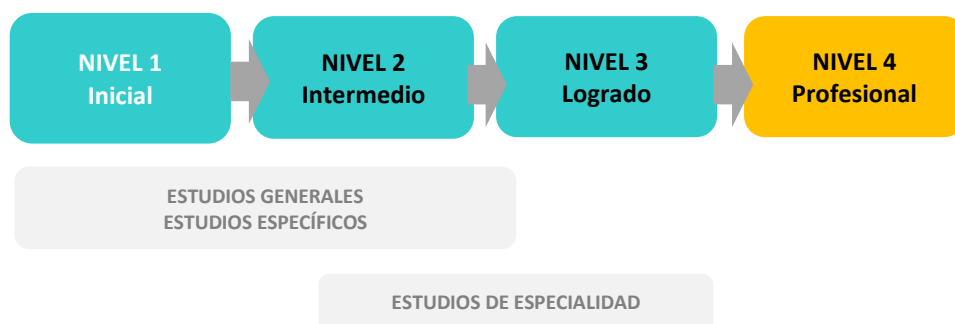 NIVEL 1
Inicial
NIVEL 2
Intermedio
NIVEL 3
Logrado
NIVEL 4
Profesional
ESTUDIOS GENERALES
ESTUDIOS ESPECÍFICOS
ESTUDIOS DE ESPECIALIDAD